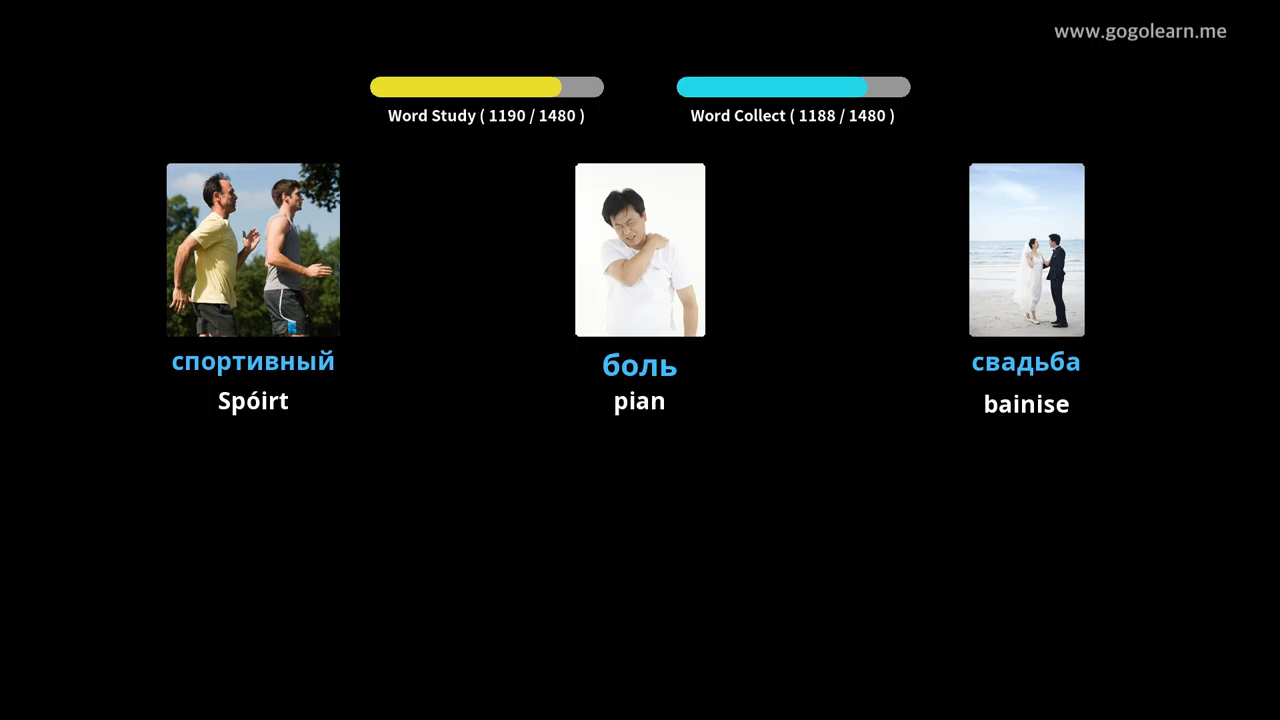 www.gogolearn.me
Word Study ( 1190 / 1480 )
Word Collect ( 1188 / 1480 )
спортивный
боль
свадьба
Spóirt
pian
bainise